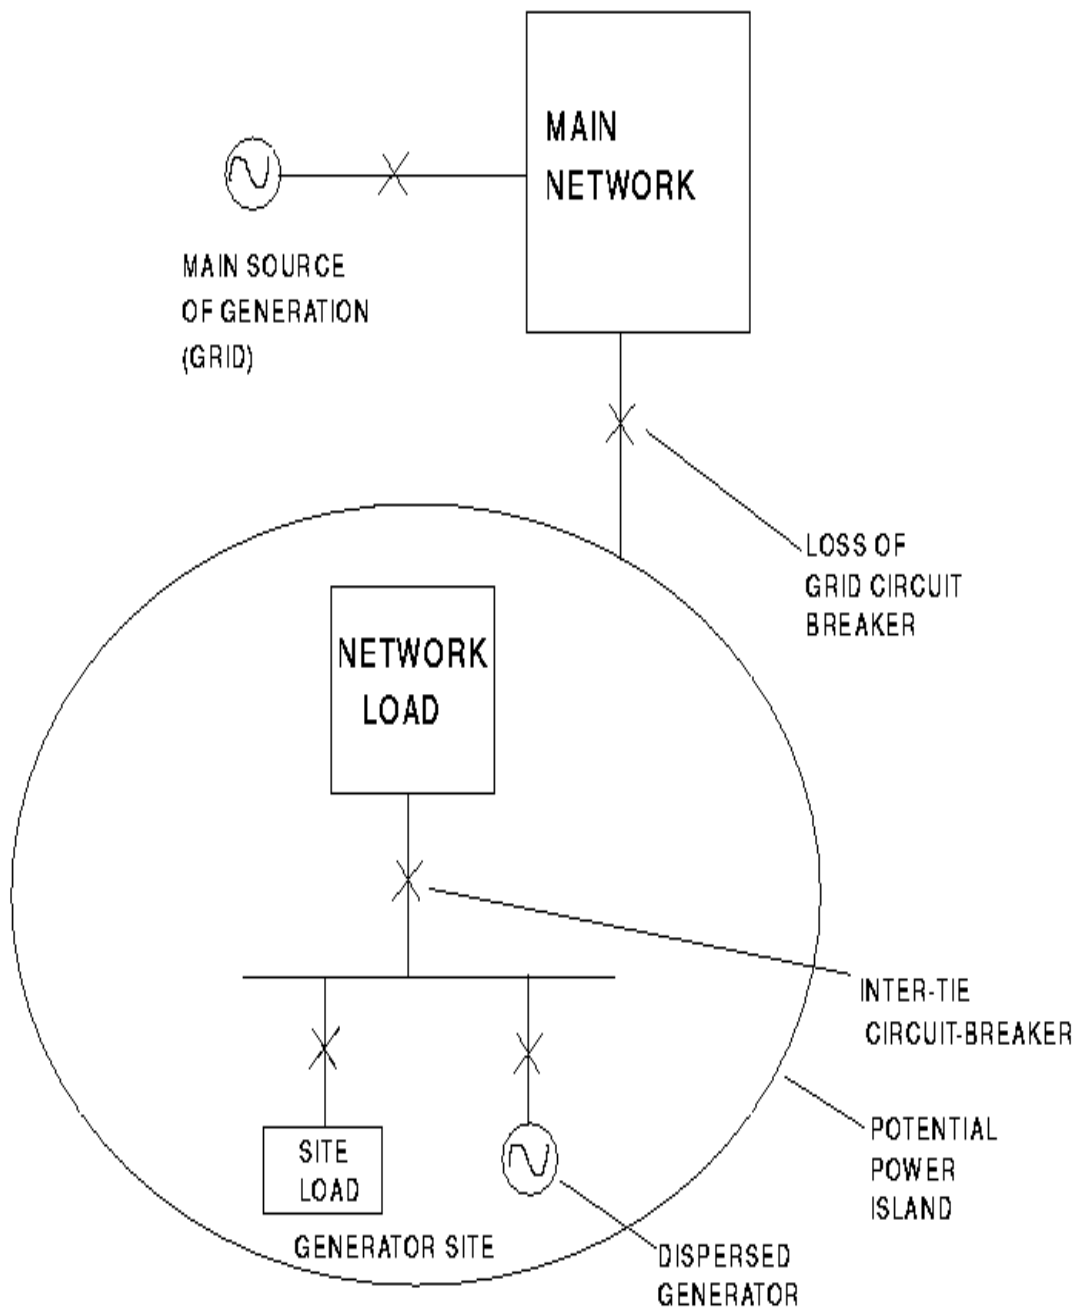 MAIN
NETWORK
MAIN SOURCE
OF GENERATION
(GRID)
LOSS OF
GRID CIRCUIT
BREAKER
NETWORK
LOAD
INTER-TIE
CIRCUIT-BREAKER
POTENTIAL
POWER
ISLAND
SITE
LOAD
GENERATOR SITE
DISPERSED
GENERATOR